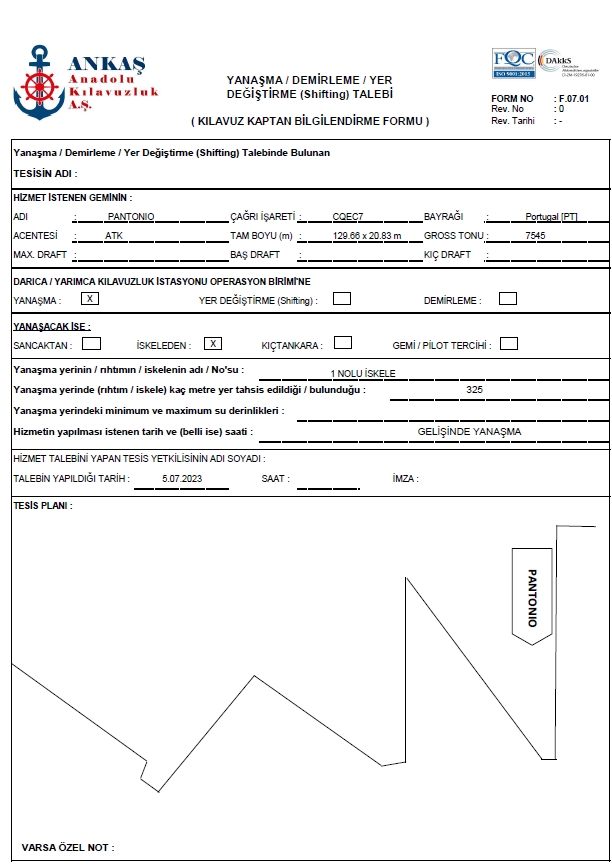 ANKAŞ
Anadolu
Kılavuzluk
A.Ş.
YANAŞMA / DEMİRLEME / YER
DEĞİŞTİRME (Shifting) TALEBİ
( KILAVUZ KAPTAN BİLGİLENDİRME FORMU )
FQC
ISO 9001:2015
DAkkS
Deutsche
Akkreditierungsstelle
FORM NO : F.07.01
Rev. No : 0
Rev. Tarihi : -
Yanaşma / Demirleme / Yer Değiştirme (Shifting) Talebinde Bulunan
TESİSİN ADI :
HİZMET İSTENEN GEMİNİN :
ADI : PANTONIO ÇAĞRI İŞARETİ : CQEC7 BAYRAĞI : Portugal [PT]
ACENTESİ : ATK TAM BOYU (m) : 129.66 x 20.83 m GROSS TONU : 7545
MAX. DRAFT : BAŞ DRAFT : KIÇ DRAFT :
DARICA / YARIMCA KILAVUZLUK İSTASYONU OPERASYON BİRİMİ'NE
YANAŞMA : X YER DEĞİŞTİRME (Shifting) : DEMİRLEME :
YANAŞACAK İSE :
SANCAKTAN : İSKELEDEN : X KIÇTANKARA : GEMİ / PİLOT TERCİHİ :
Yanaşma yerinin / rıhtımın / iskelenin adı / No'su : 1 NOLU İSKELE
Yanaşma yerinde (rıhtım / iskele) kaç metre yer tahsis edildiği / bulunduğu : 325
Yanaşma yerindeki minimum ve maximum su derinlikleri :
Hizmetin yapılması istenen tarih ve (belli ise) saati : GELİŞİNDE YANAŞMA
HİZMET TALEBİNİ YAPAN TESİS YETKİLİSİNİN ADI SOYADI :
TALEBİN YAPILDIĞI TARİH : 5.07.2023 SAAT : İMZA :
TESİS PLANI :
PANTONIO
VARSA ÖZEL NOT :